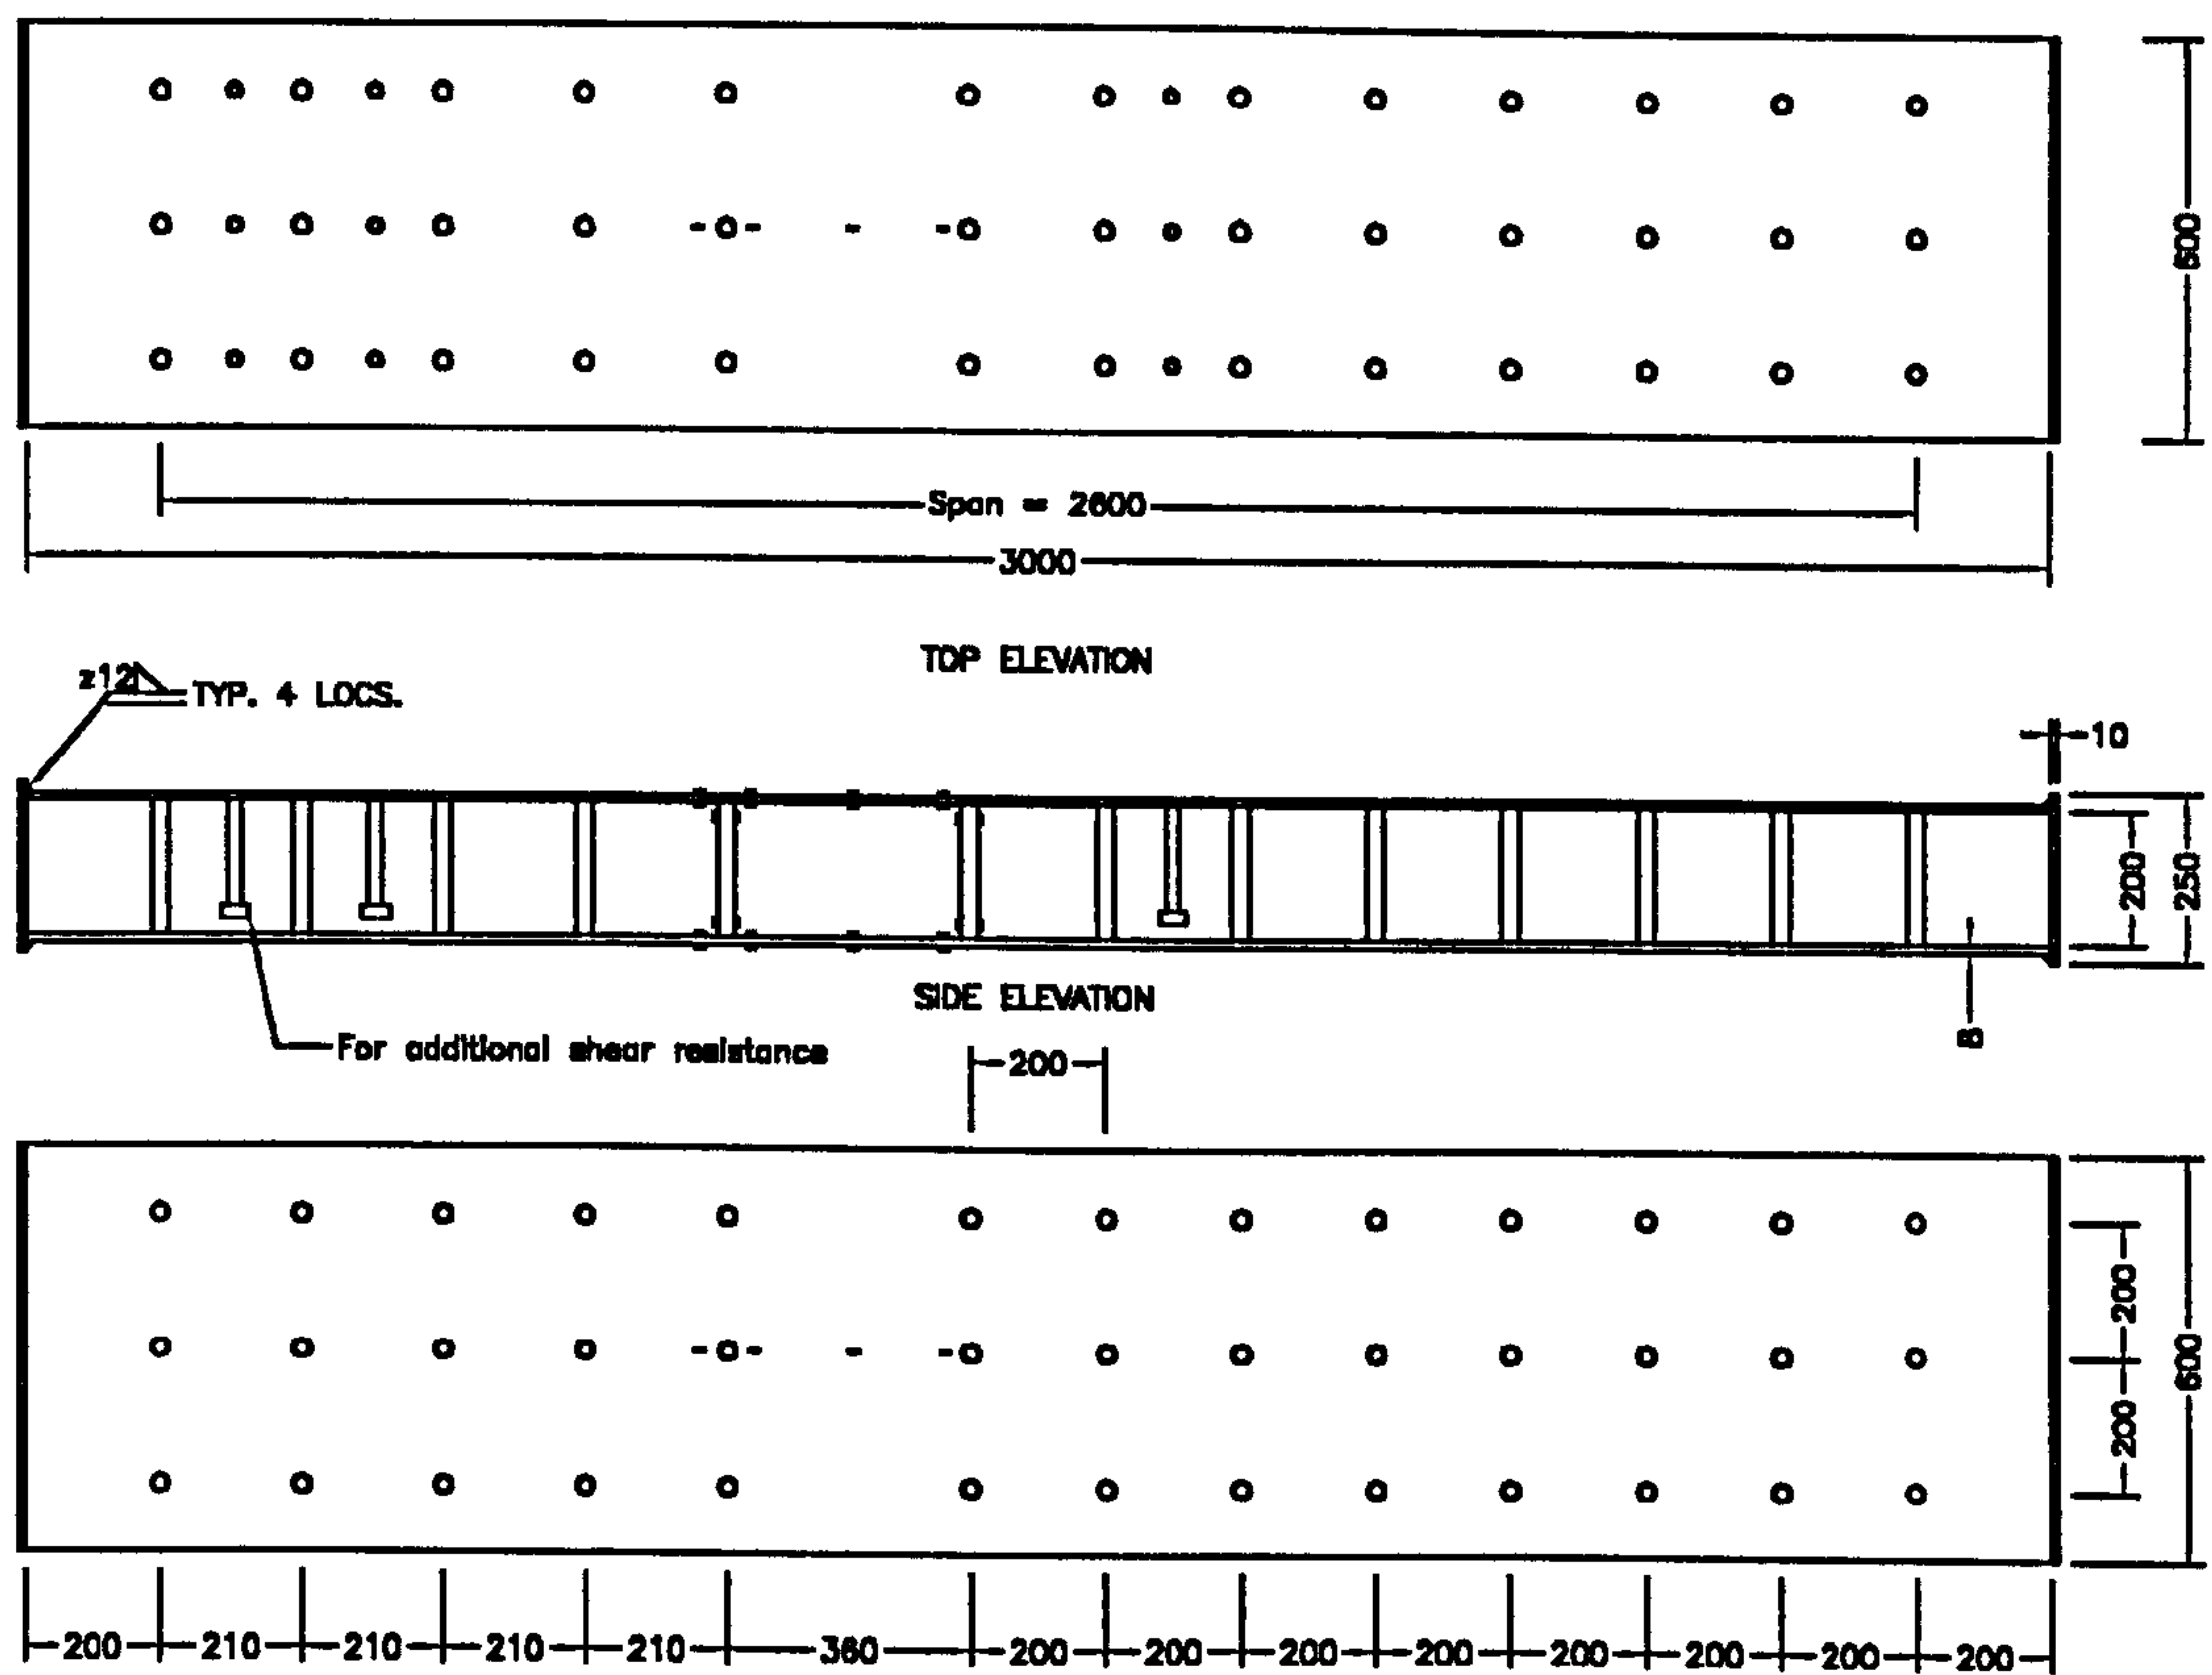 600
Span = 2600
3000
TOP ELEVATION
z12 TYP. 4 LOCS.
10
200
250
SIDE ELEVATION
For additional shear resistance
8
200
200
600
200
200 210 210 210 210 360 200 200 200 200 200 200 200 200